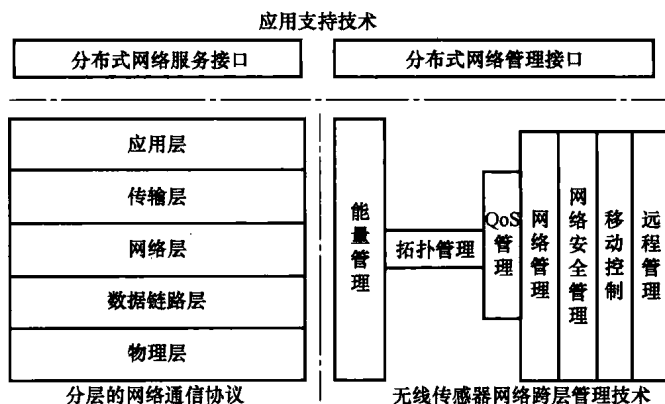 应用支持技术
分布式网络服务接口
分布式网络管理接口
应用层
传输层
网络层
数据链路层
物理层
能量管理
拓扑管理
QoS管理
网络管理
网络安全管理
移动控制
远程管理
分层的网络通信协议
无线传感器网络跨层管理技术